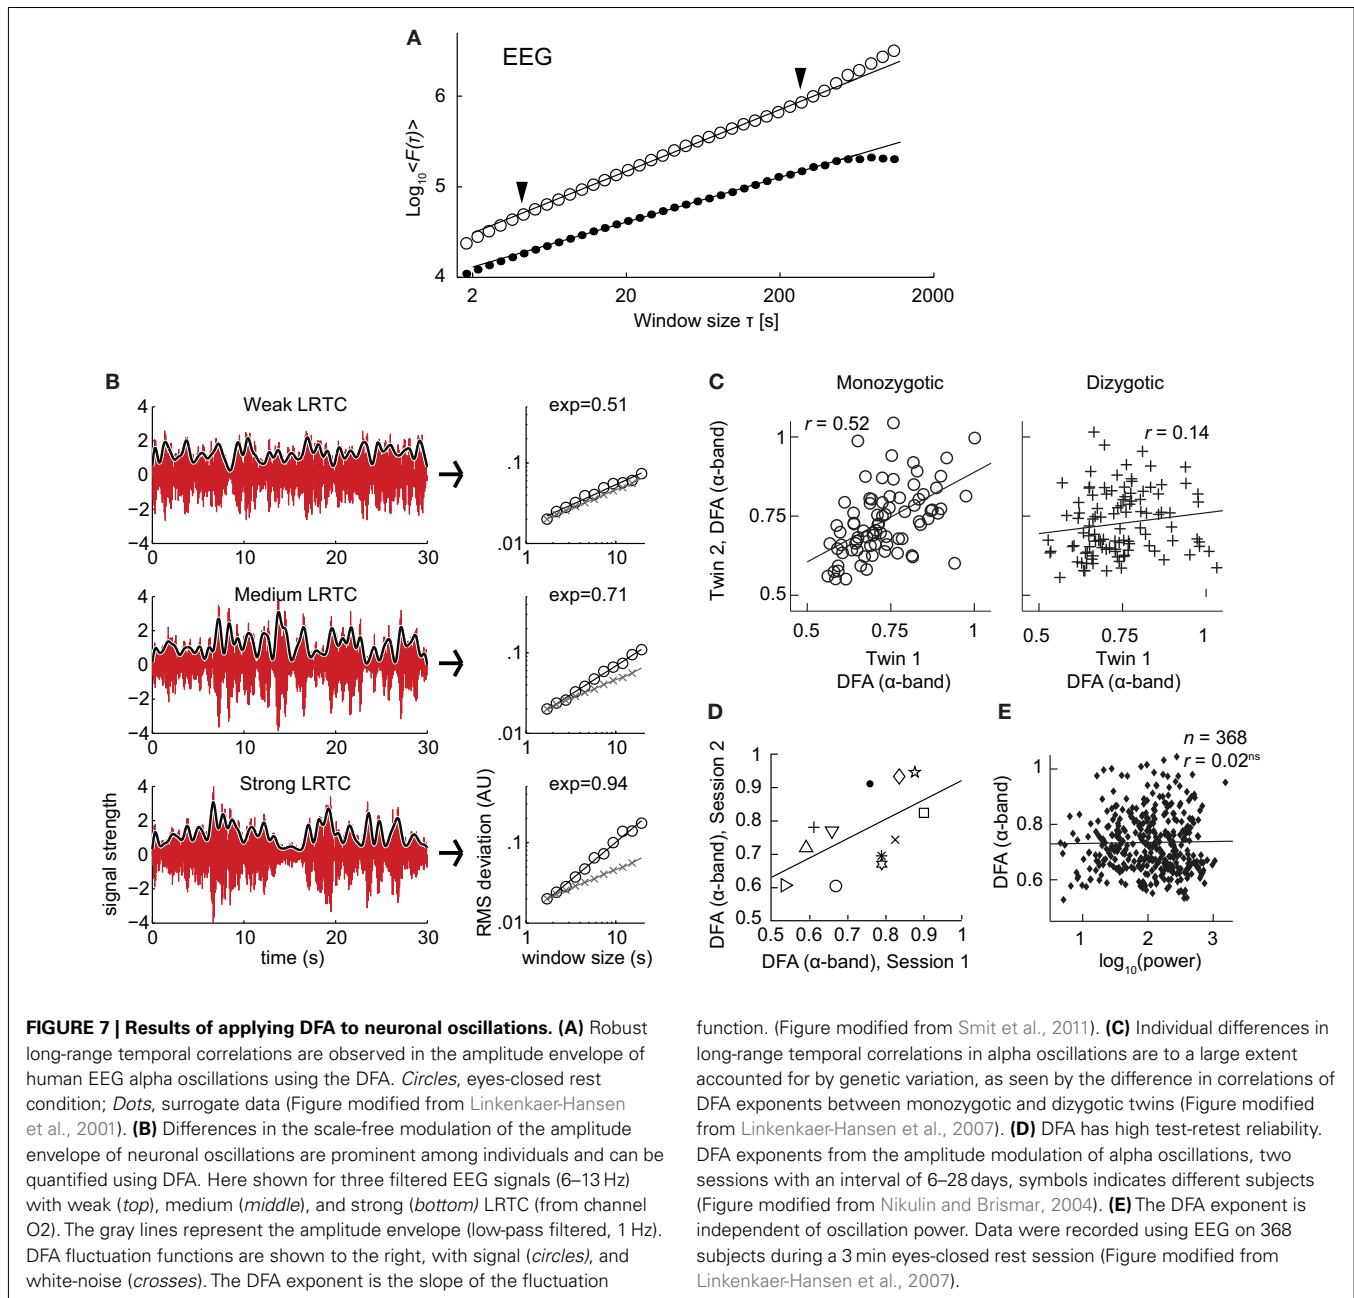 A
EEG
Log10<F(τ)>
6
5
4
2 20 200 2000
Window size τ [s]
B
Weak LRTC
4
2
0
−2
−4
0 10 20 30
exp=0.51
.1
.01
1 10
Medium LRTC
4
2
0
−2
−4
0 10 20 30
exp=0.71
.1
.01
1 10
Strong LRTC
signal strength
4
2
0
−2
−4
0 10 20 30
time (s)
exp=0.94
RMS deviation (AU)
.1
.01
1 10
window size (s)
C
Monozygotic
r = 0.52
Twin 2, DFA (α-band)
1
0.75
0.5
0.5 0.75 1
Twin 1
DFA (α-band)
Dizygotic
r = 0.14
0.5 0.75 1
Twin 1
DFA (α-band)
D
DFA (α-band), Session 2
1
0.9
0.8
0.7
0.6
0.5
0.5 0.6 0.7 0.8 0.9 1
DFA (α-band), Session 1
E
n = 368
r = 0.02ns
DFA (α-band)
1
0.8
0.6
1 2 3
log10(power)
FIGURE 7 | Results of applying DFA to neuronal oscillations. (A) Robust
long-range temporal correlations are observed in the amplitude envelope of
human EEG alpha oscillations using the DFA. Circles, eyes-closed rest
condition; Dots, surrogate data (Figure modified from Linkenkaer-Hansen
et al., 2001). (B) Differences in the scale-free modulation of the amplitude
envelope of neuronal oscillations are prominent among individuals and can be
quantified using DFA. Here shown for three filtered EEG signals (6–13 Hz)
with weak (top), medium (middle), and strong (bottom) LRTC (from channel
O2). The gray lines represent the amplitude envelope (low-pass filtered, 1 Hz).
DFA fluctuation functions are shown to the right, with signal (circles), and
white-noise (crosses). The DFA exponent is the slope of the fluctuation
function. (Figure modified from Smit et al., 2011). (C) Individual differences in
long-range temporal correlations in alpha oscillations are to a large extent
accounted for by genetic variation, as seen by the difference in correlations of
DFA exponents between monozygotic and dizygotic twins (Figure modified
from Linkenkaer-Hansen et al., 2007). (D) DFA has high test-retest reliability.
DFA exponents from the amplitude modulation of alpha oscillations, two
sessions with an interval of 6–28 days, symbols indicates different subjects
(Figure modified from Nikulin and Brismar, 2004). (E) The DFA exponent is
independent of oscillation power. Data were recorded using EEG on 368
subjects during a 3 min eyes-closed rest session (Figure modified from
Linkenkaer-Hansen et al., 2007).